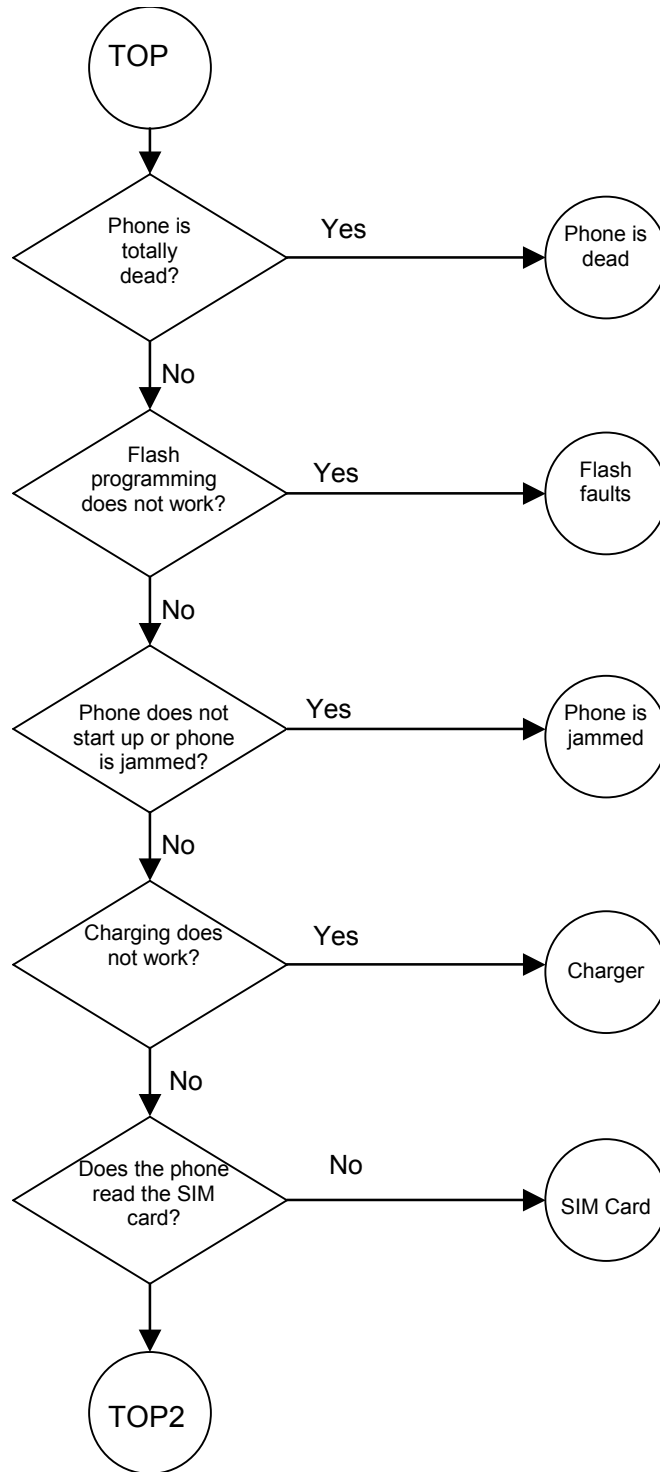 TOP
Phone is
totally
dead?
Yes
Phone is
dead
No
Flash
programming
does not work?
Yes
Flash
faults
No
Phone does not
start up or phone
is jammed?
Yes
Phone is
jammed
No
Charging does
not work?
Yes
Charger
No
Does the phone
read the SIM
card?
No
SIM Card
TOP2